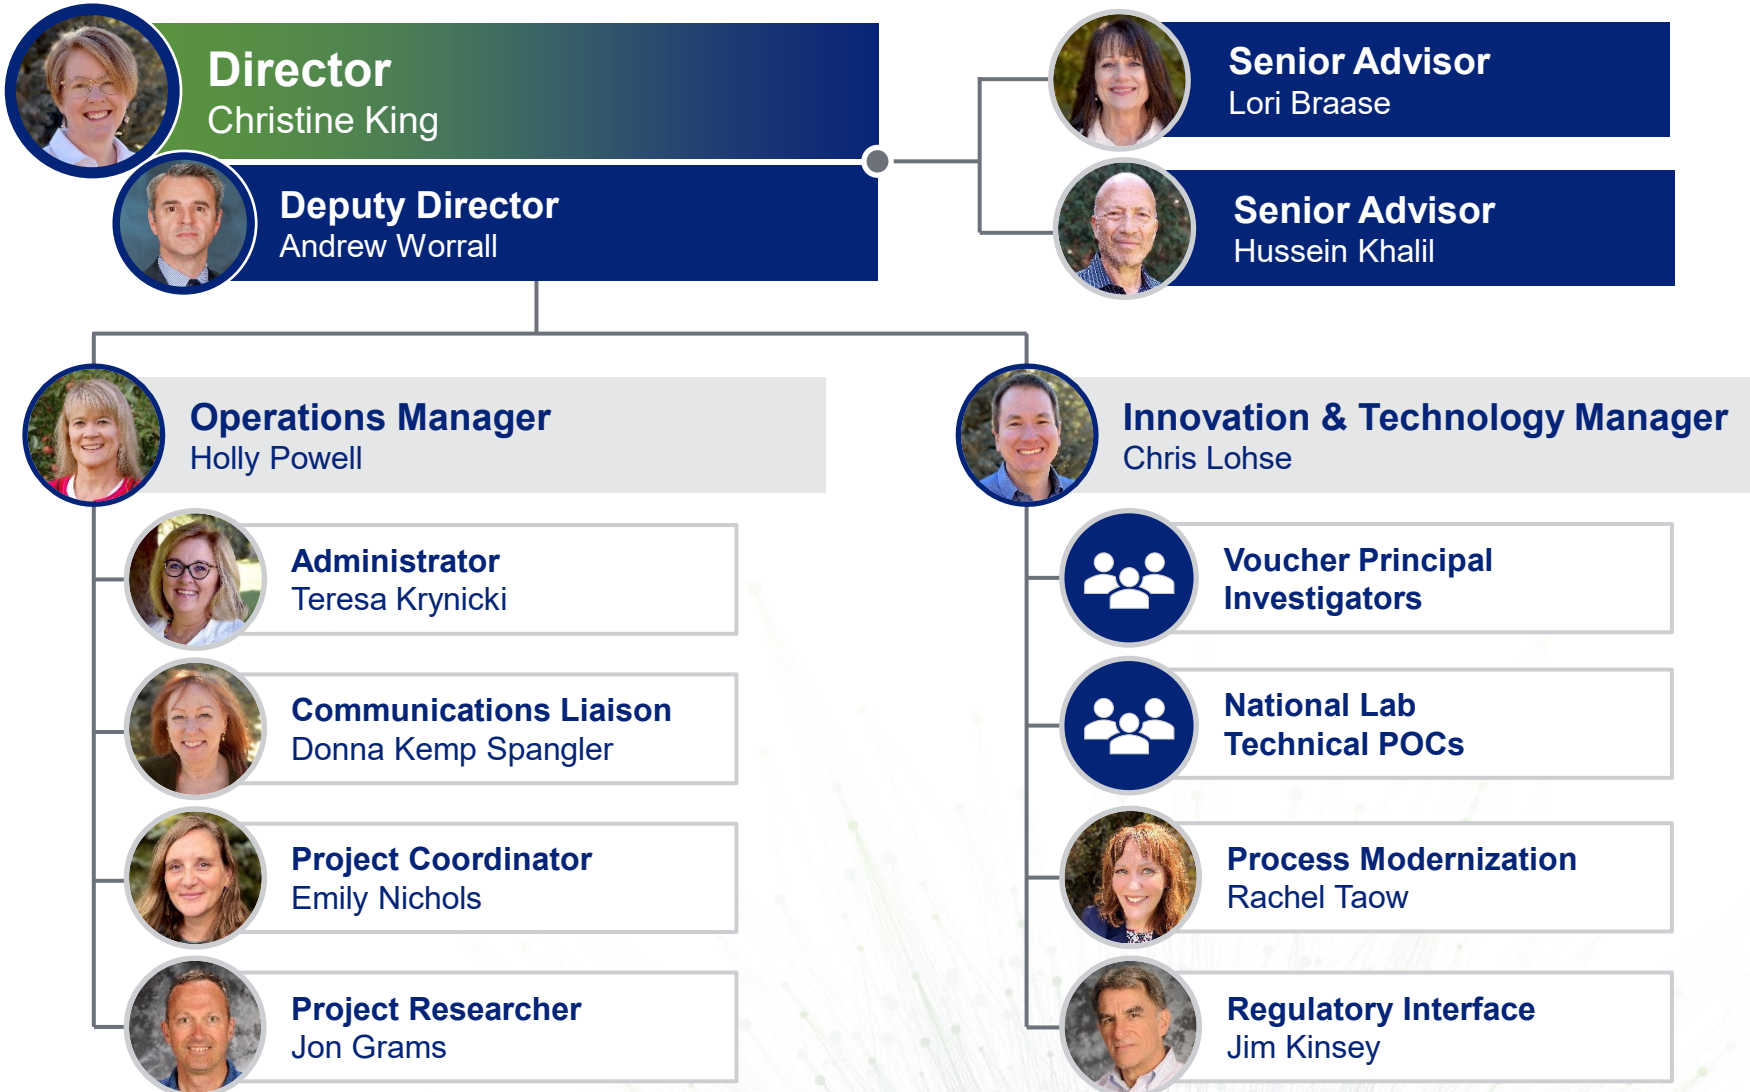 Director
Christine King
Deputy Director
Andrew Worrall
Senior Advisor
Lori Braase
Senior Advisor
Hussein Khalil
Operations Manager
Holly Powell
Administrator
Teresa Krynicki
Communications Liaison
Donna Kemp Spangler
Project Coordinator
Emily Nichols
Project Researcher
Jon Grams
Innovation & Technology Manager
Chris Lohse
Voucher Principal
Investigators
National Lab
Technical POCs
Process Modernization
Rachel Taow
Regulatory Interface
Jim Kinsey